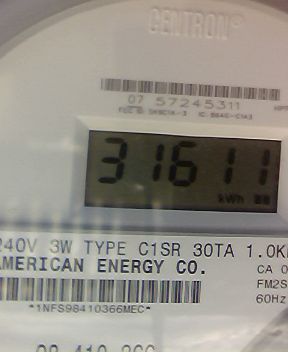 CENTRON®
07 57245311
31611
kWh
240V 3W TYPE C1SR 30TA 1.0K
AMERICAN ENERGY CO.
CA 0
FM2S
60Hz
*1NFS98410366MEC*